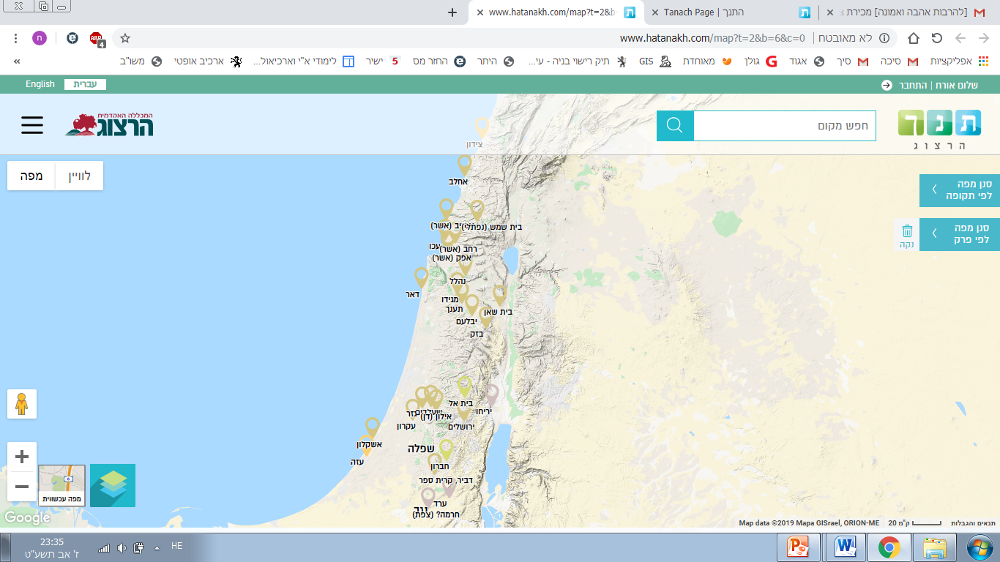 [להרבות אהבה ואמונה] מכירת
Tanach Page | התנך
www.hatanakh.com/map?t=2&b
www.hatanakh.com/map?t=2&b=6&c=0
לא מאובטח
n
ABP
4
אפליקציות
סיכה
סיך
אגוד
גולן
מאוחדת
GIS
תיק רישוי בניה - עי...
היתר
החזר מס
ישיר
לימודי א"י וארכיאול...
ארכיב אופטי
משו"ב
»
שלום אורח | התחבר
עברית
English
תנך
הרצוג
חפש מקום
המכללה האקדמית
הרצוג
מפה
לוויין
סנן מפה
לפי תקופה
סנן מפה
לפי פרק
נקה
צידון
אחלב
בית שמש (נפתלי)
(אשר)
עכו
רחב (אשר)
אפק (אשר)
נהלל
דאר
מגידו
תענך
בית שאן
יבלעם
בזק
בית אל
יריחו
גזר
אילון (דן)
עקרון
ירושלים
אשקלון
שפלה
עזה
חברון
דביר, קרית ספר
ערד
נגב
חרמה? (צפת)
מפה עכשווית
Google
תנאים והגבלות
20 ק"מ
Map data ©2019 Mapa GISrael, ORION-ME
HE
23:35
ז' אב תשע"ט